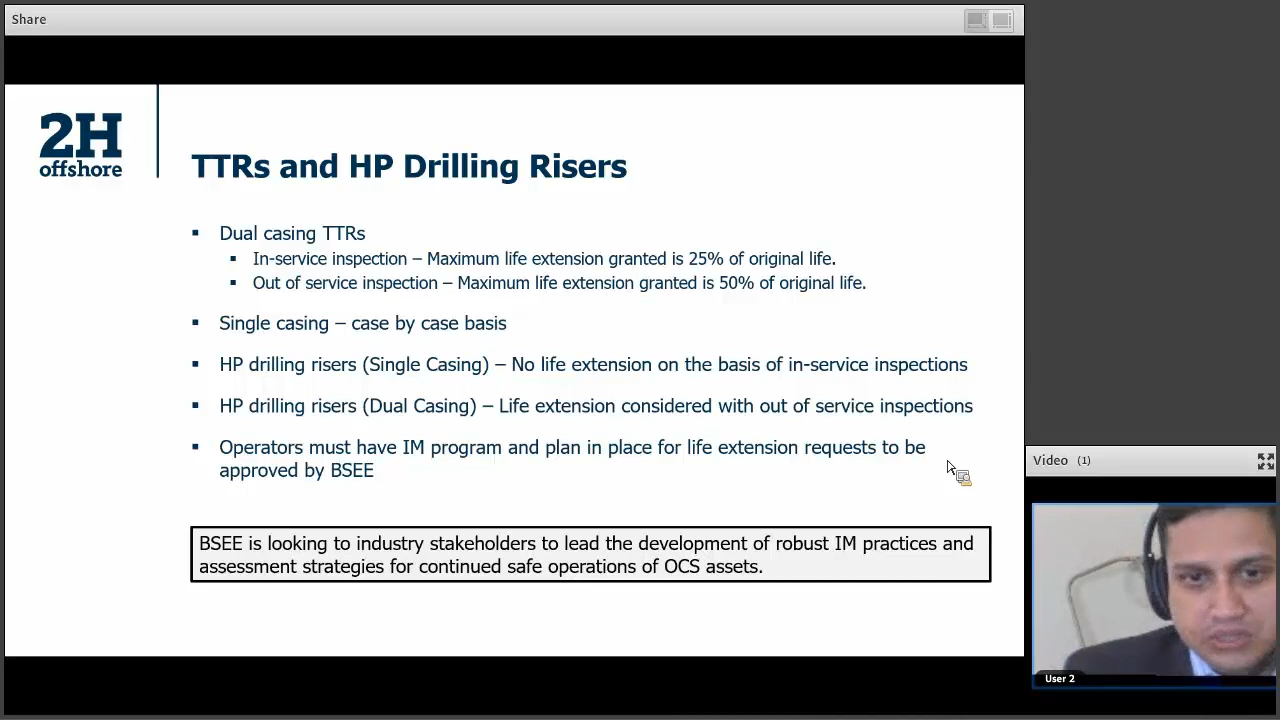 Share
2H
offshore
TTRs and HP Drilling Risers
▪ Dual casing TTRs
▪ In-service inspection – Maximum life extension granted is 25% of original life.
▪ Out of service inspection – Maximum life extension granted is 50% of original life.
▪ Single casing – case by case basis
▪ HP drilling risers (Single Casing) – No life extension on the basis of in-service inspections
▪ HP drilling risers (Dual Casing) – Life extension considered with out of service inspections
▪ Operators must have IM program and plan in place for life extension requests to be
approved by BSEE
BSEE is looking to industry stakeholders to lead the development of robust IM practices and
assessment strategies for continued safe operations of OCS assets.
Video (1)
User 2